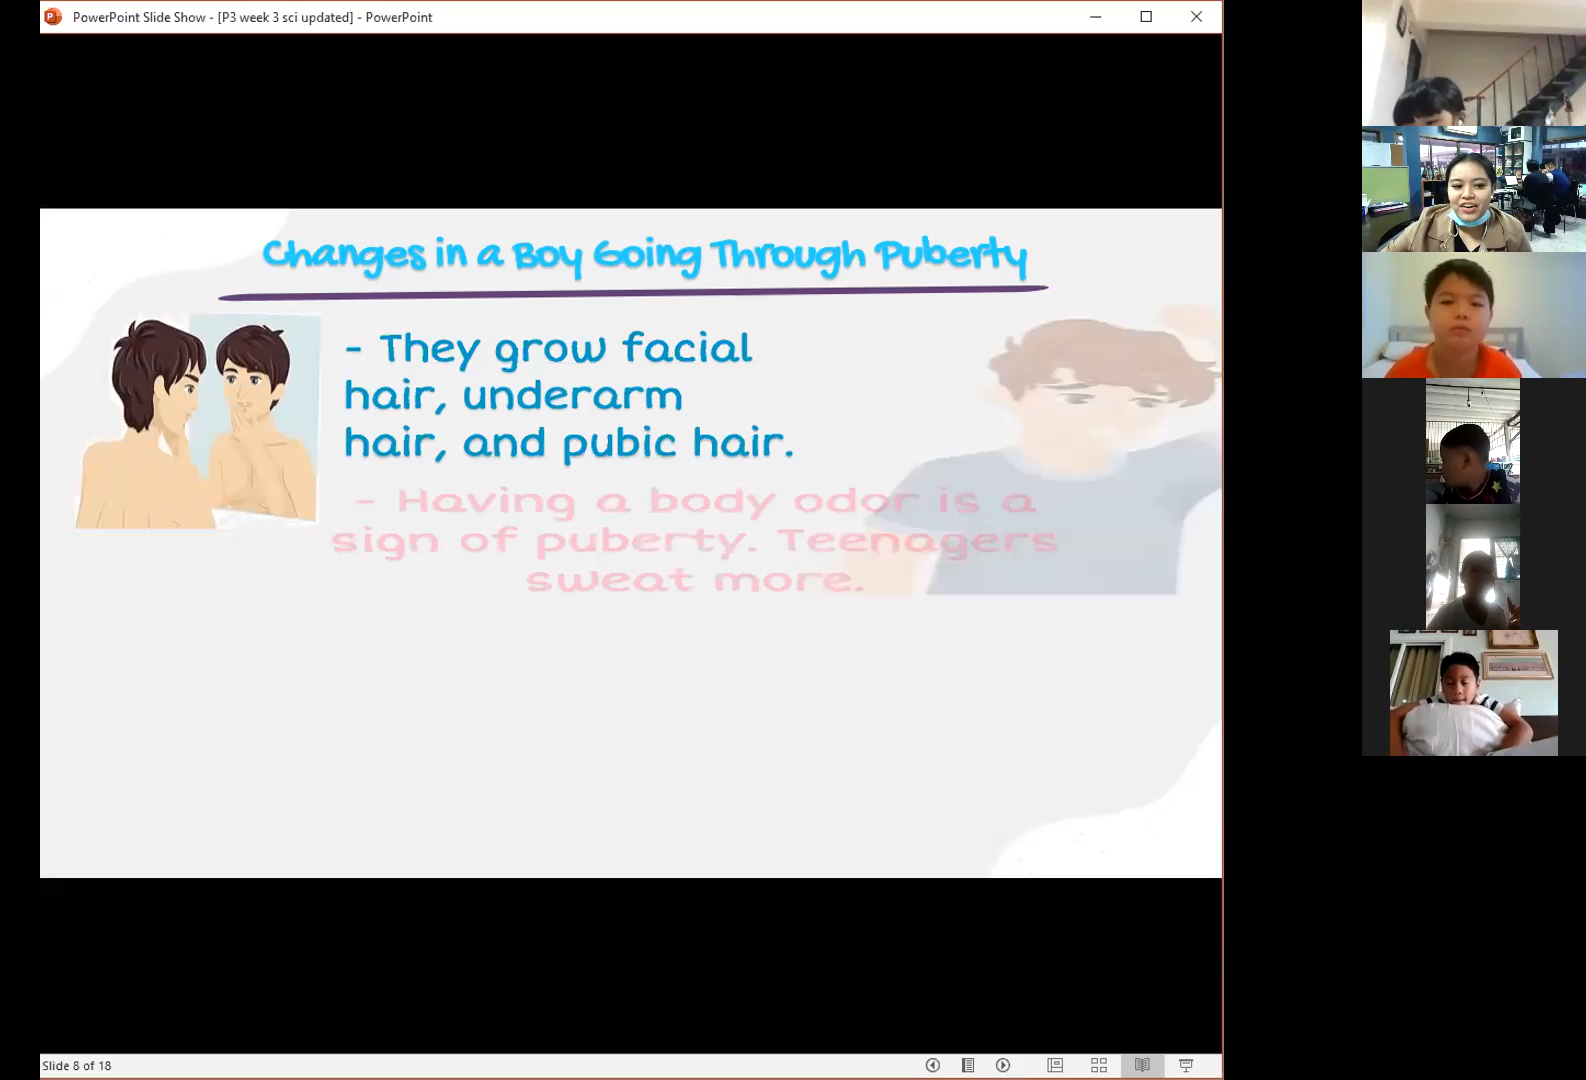 PowerPoint Slide Show - [P3 week 3 sci updated] - PowerPoint
Changes in a Boy Going Through Puberty
- They grow facial
hair, underarm
hair, and pubic hair.
- Having a body odor is a
sign of puberty. Teenagers
sweat more.
Slide 8 of 18